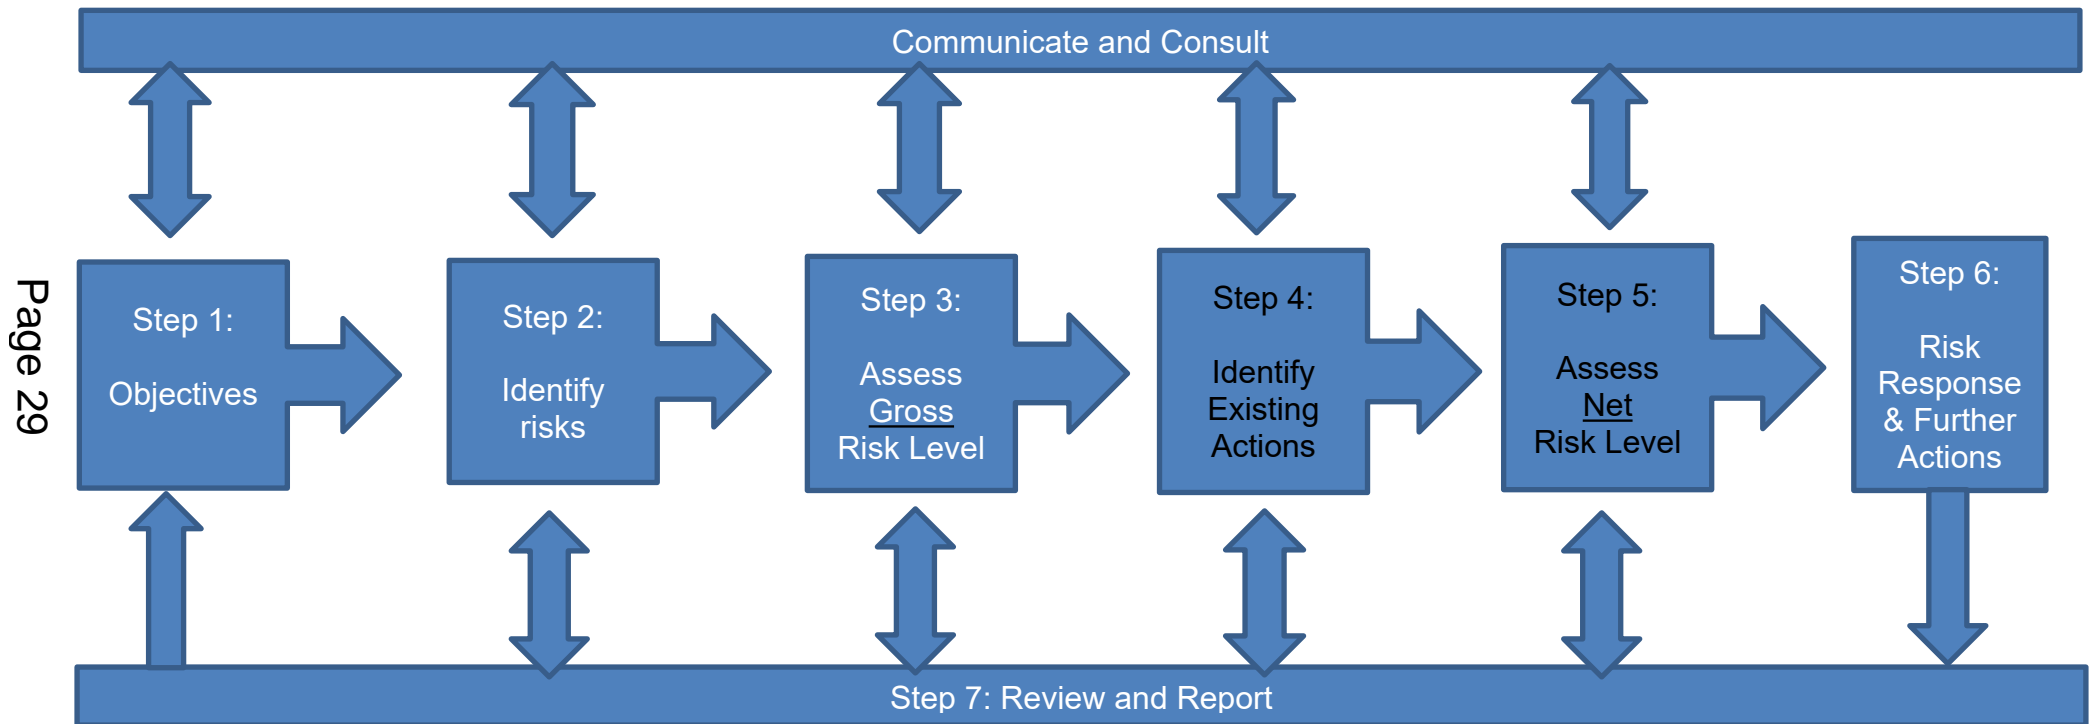 Communicate and Consult
Page 29
Step 1:
Objectives
Step 2:
Identify
risks
Step 3:
Assess
Gross
Risk Level
Step 4:
Identify
Existing
Actions
Step 5:
Assess
Net
Risk Level
Step 6:
Risk
Response
& Further
Actions
Step 7: Review and Report